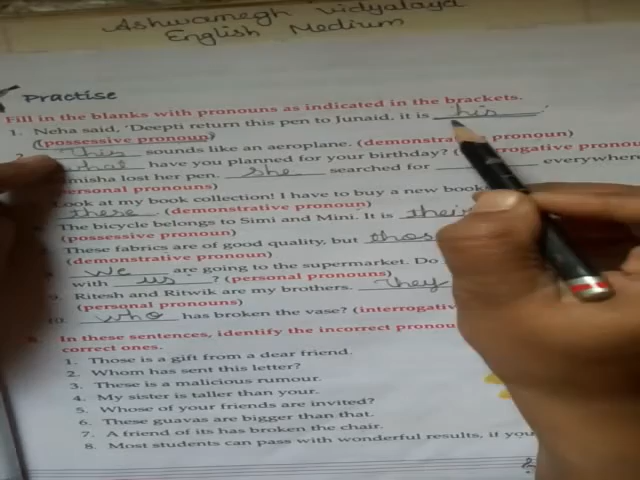 Ashwamegh Vidyalaya
English Medium
Practise
Fill in the blanks with pronouns as indicated in the brackets.
1. Neha said, 'Deepti return this pen to Junaid, it is his
(possessive pronoun)
This sounds like an aeroplane. (demonstra pronoun)
what have you planned for your birthday? ( rrogative pronou
misha lost her pen. she searched for everywhere
personal pronouns)
Look at my book collection! I have to buy a new book
these. (demonstrative pronoun)
The bicycle belongs to Simi and Mini. It is their
(possessive pronoun)
These fabrics are of good quality, but thos
(demonstrative pronoun)
We are going to the supermarket. Do
with us ? (personal pronouns)
9. Ritesh and Ritwik are my brothers. They
(personal pronouns)
10. who has broken the vase? (interrogativ
In these sentences, identify the incorrect pronou
correct ones.
1. Those is a gift from a dear friend.
2. Whom has sent this letter?
3. These is a malicious rumour.
4. My sister is taller than your.
5. Whose of your friends are invited?
6. These guavas are bigger than that.
7. A friend of its has broken the chair.
8. Most students can pass with wonderful results, if you